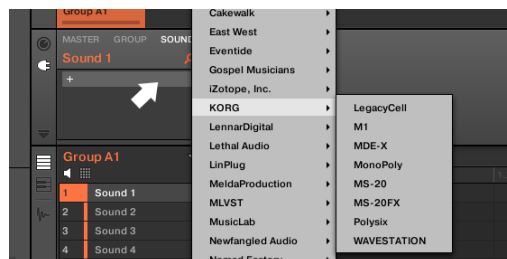 Group A1
MASTER GROUP SOUND
Sound 1
+
Group A1
1 Sound 1
2 Sound 2
3 Sound 3
4 Sound 4
Cakewalk
East West
Eventide
Gospel Musicians
iZotope, Inc.
KORG
LennarDigital
Lethal Audio
LinPlug
MeldaProduction
MLVST
MusicLab
Newfangled Audio
Nomad Factory
LegacyCell
M1
MDE-X
MonoPoly
MS-20
MS-20FX
Polysix
WAVESTATION